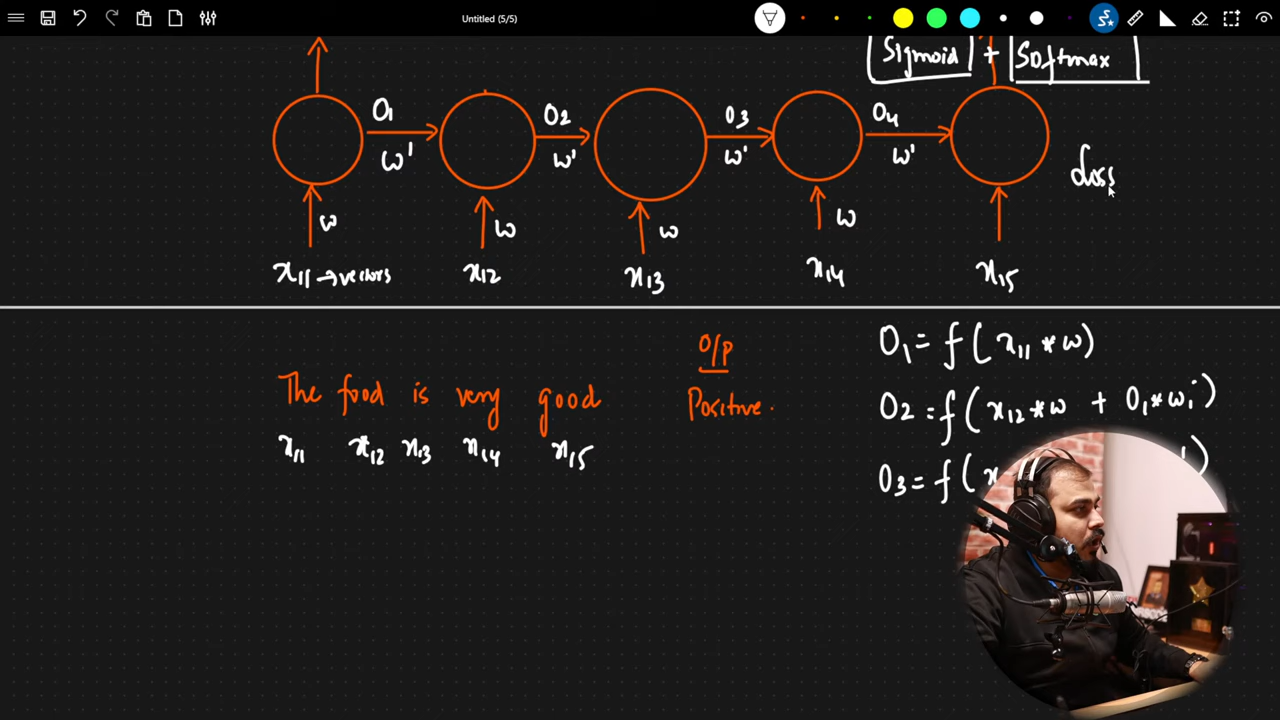 Untitled (5/5)
Sigmoid + Softmax
O1 O2 O3 O4
w' w' w' w'
loss
w w w w
x11 → vectors x12 x13 x14 x15
The food is very good
x11 x12 x13 x14 x15
O/P
Positive.
O1 = f(x11 * w)
O2 = f(x12 * w + O1 * wi)
O3 = f(x